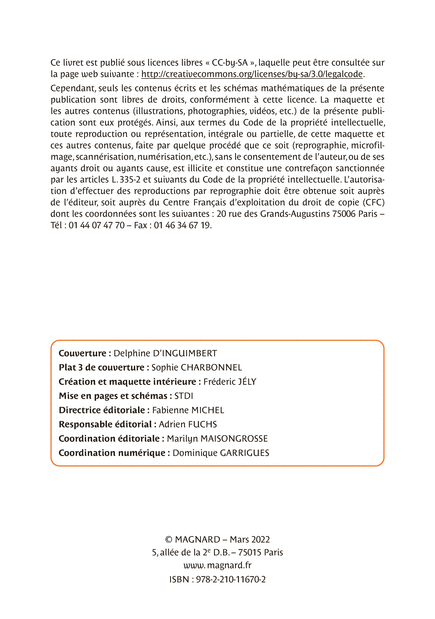 Ce livret est publié sous licences libres « CC-by-SA », laquelle peut être consultée sur
la page web suivante : http://creativecommons.org/licenses/by-sa/3.0/legalcode.
Cependant, seuls les contenus écrits et les schémas mathématiques de la présente
publication sont libres de droits, conformément à cette licence. La maquette et
les autres contenus (illustrations, photographies, vidéos, etc.) de la présente publi-
cation sont eux protégés. Ainsi, aux termes du Code de la propriété intellectuelle,
toute reproduction ou représentation, intégrale ou partielle, de cette maquette et
ces autres contenus, faite par quelque procédé que ce soit (reprographie, microfil-
mage, scannérisation, numérisation, etc.), sans le consentement de l'auteur, ou de ses
ayants droit ou ayants cause, est illicite et constitue une contrefaçon sanctionnée
par les articles L. 335-2 et suivants du Code de la propriété intellectuelle. L'autorisa-
tion d'effectuer des reproductions par reprographie doit être obtenue soit auprès
de l'éditeur, soit auprès du Centre Français d'exploitation du droit de copie (CFC)
dont les coordonnées sont les suivantes : 20 rue des Grands-Augustins 75006 Paris –
Tél : 01 44 07 47 70 – Fax : 01 46 34 67 19.
Couverture : Delphine D'INGUIMBERT
Plat 3 de couverture : Sophie CHARBONNEL
Création et maquette intérieure : Fréderic JÉLY
Mise en pages et schémas : STDI
Directrice éditoriale : Fabienne MICHEL
Responsable éditorial : Adrien FUCHS
Coordination éditoriale : Marilyn MAISONGROSSE
Coordination numérique : Dominique GARRIGUES
© MAGNARD – Mars 2022
5, allée de la 2e D.B. – 75015 Paris
www.magnard.fr
ISBN : 978-2-210-11670-2